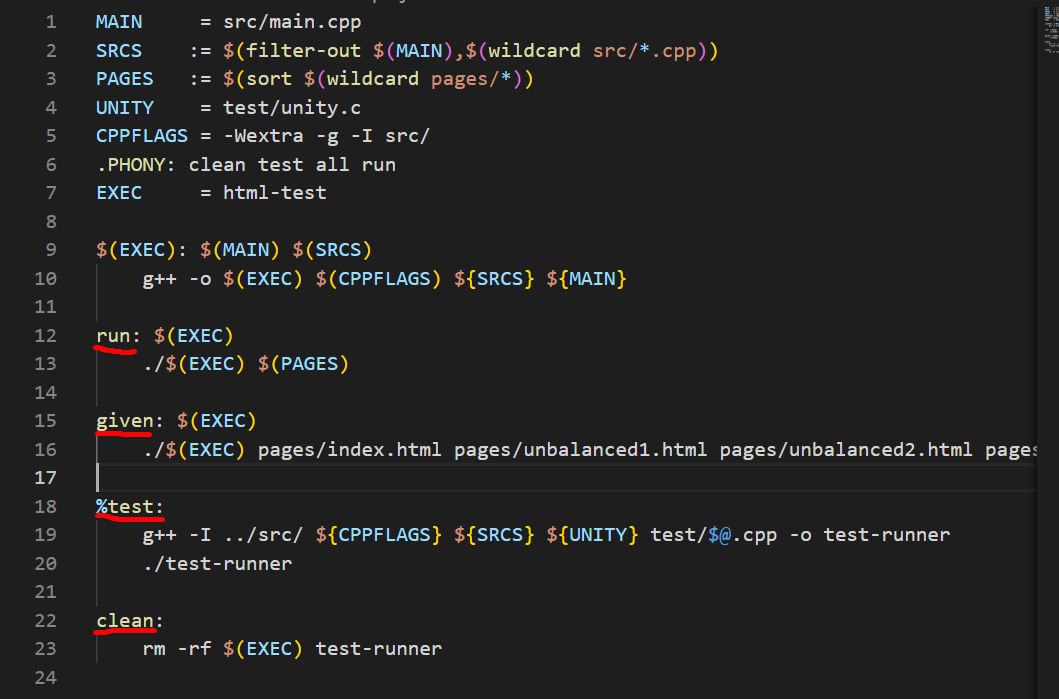 1 MAIN     = src/main.cpp
2 SRCS    := $(filter-out $(MAIN),$(wildcard src/*.cpp))
3 PAGES   := $(sort $(wildcard pages/*))
4 UNITY    = test/unity.c
5 CPPFLAGS = -Wextra -g -I src/
6 .PHONY: clean test all run
7 EXEC     = html-test
8
9 $(EXEC): $(MAIN) $(SRCS)
10     g++ -o $(EXEC) $(CPPFLAGS) ${SRCS} ${MAIN}
11
12 run: $(EXEC)
13     ./$(EXEC) $(PAGES)
14
15 given: $(EXEC)
16     ./$(EXEC) pages/index.html pages/unbalanced1.html pages/unbalanced2.html pages
17
18 %test:
19     g++ -I ../src/ ${CPPFLAGS} ${SRCS} ${UNITY} test/$@.cpp -o test-runner
20     ./test-runner
21
22 clean:
23     rm -rf $(EXEC) test-runner
24